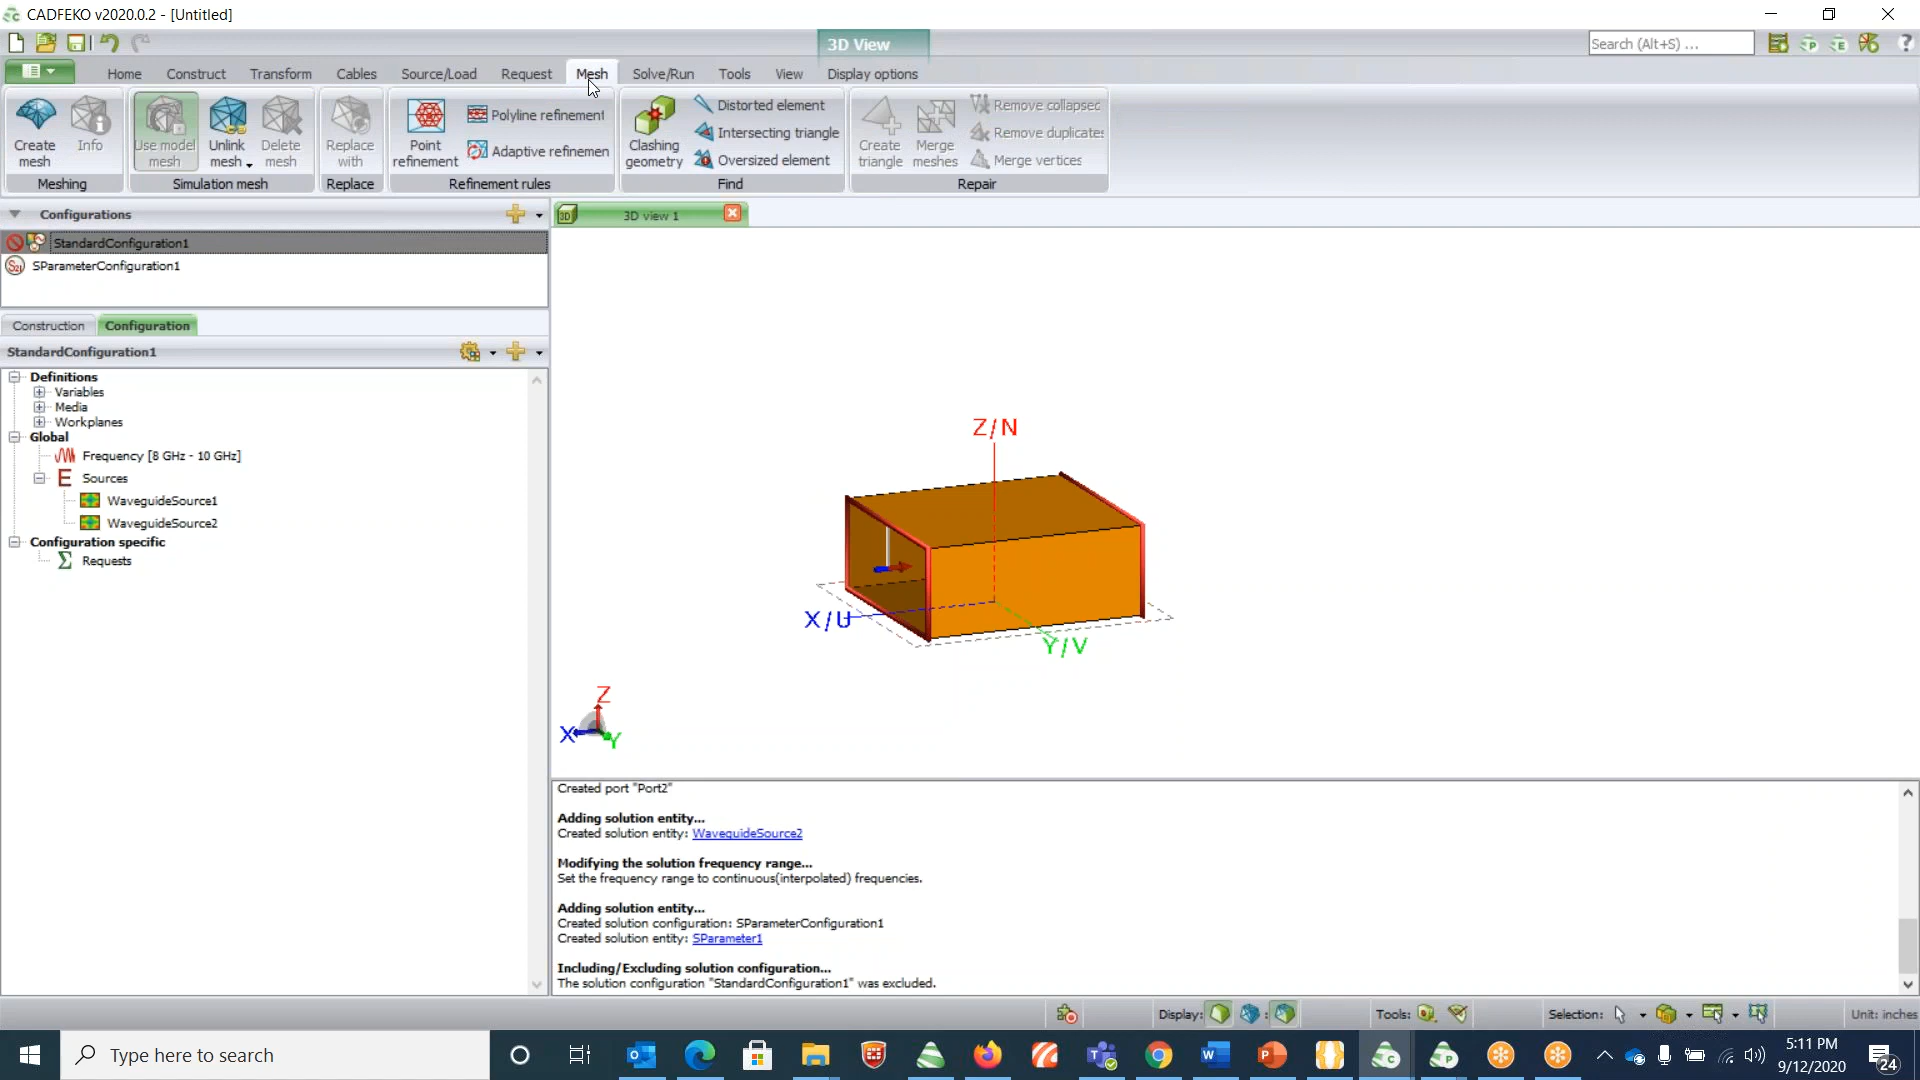 CADFEKO v2020.0.2 - [Untitled]
3D View
Search (Alt+S) ...
Home Construct Transform Cables Source/Load Request Mesh Solve/Run Tools View Display options
Create mesh
Info
Meshing
Use model mesh
Unlink mesh
Delete mesh
Simulation mesh
Replace with
Replace
Point refinement
Polyline refinement
Adaptive refinemen
Refinement rules
Clashing geometry
Distorted element
Intersecting triangle
Oversized element
Find
Create triangle
Merge meshes
Remove collapsed
Remove duplicates
Merge vertices
Repair
Configurations
StandardConfiguration1
SParameterConfiguration1
Construction Configuration
StandardConfiguration1
Definitions
Variables
Media
Workplanes
Global
Frequency [8 GHz - 10 GHz]
Sources
WaveguideSource1
WaveguideSource2
Configuration specific
Requests
3D view 1
Z/N
X/U
Y/V
Z
X
Y
Created port "Port2"
Adding solution entity...
Created solution entity: WaveguideSource2
Modifying the solution frequency range...
Set the frequency range to continuous(interpolated) frequencies.
Adding solution entity...
Created solution configuration: SParameterConfiguration1
Created solution entity: SParameter1
Including/Excluding solution configuration...
The solution configuration "StandardConfiguration1" was excluded.
Display: Tools: Selection: Unit: inches
Type here to search
5:11 PM
9/12/2020
24